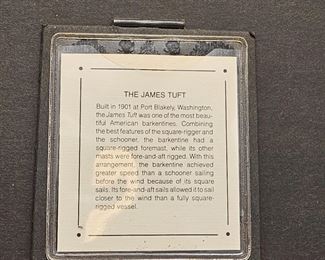 THE JAMES TUFT
Built in 1901 at Port Blakely, Washington,
the James Tuft was one of the most beau-
tiful American barkentines. Combining
the best features of the square-rigger and
the schooner, the barkentine had a
square-rigged foremast, while its other
masts were fore-and-aft rigged. With this
arrangement, the barkentine achieved
greater speed than a schooner sailing
before the wind because of its square
sails. Its fore-and-aft sails allowed it to sail
closer to the wind than a fully square-
rigged vessel.